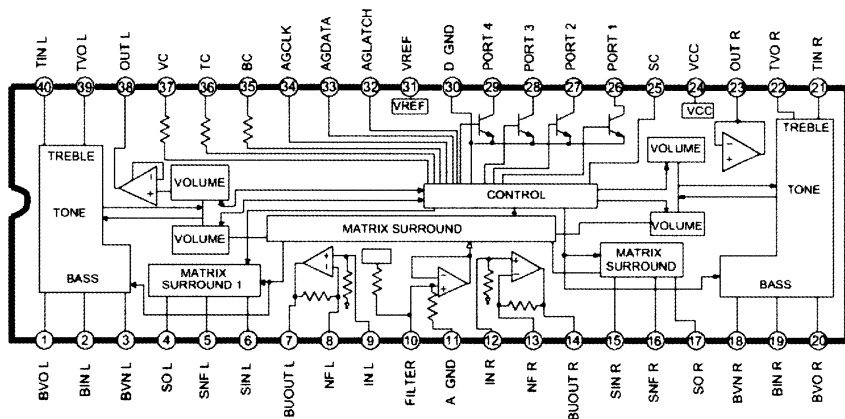 TIN L
TVO L
OUT L
VC
TC
BC
AGCLK
AGDATA
AGLATCH
VREF
D GND
PORT 4
PORT 3
PORT 2
PORT 1
SC
VCC
OUT R
TVO R
TIN R
40 39 38 37 36 35 34 33 32 31 30 29 28 27 26 25 24 23 22 21
VREF
VCC
TREBLE
TREBLE
VOLUME
VOLUME
TONE
TONE
CONTROL
VOLUME
VOLUME
MATRIX SURROUND
BASS
MATRIX
SURROUND 1
MATRIX
SURROUND
BASS
1 2 3 4 5 6 7 8 9 10 11 12 13 14 15 16 17 18 19 20
BVO L
BIN L
BVN L
SO L
SNF L
SIN L
BUOUT L
NF L
IN L
FILTER
A GND
IN R
NF R
BUOUT R
SIN R
SNF R
SO R
BVN R
BIN R
BVO R